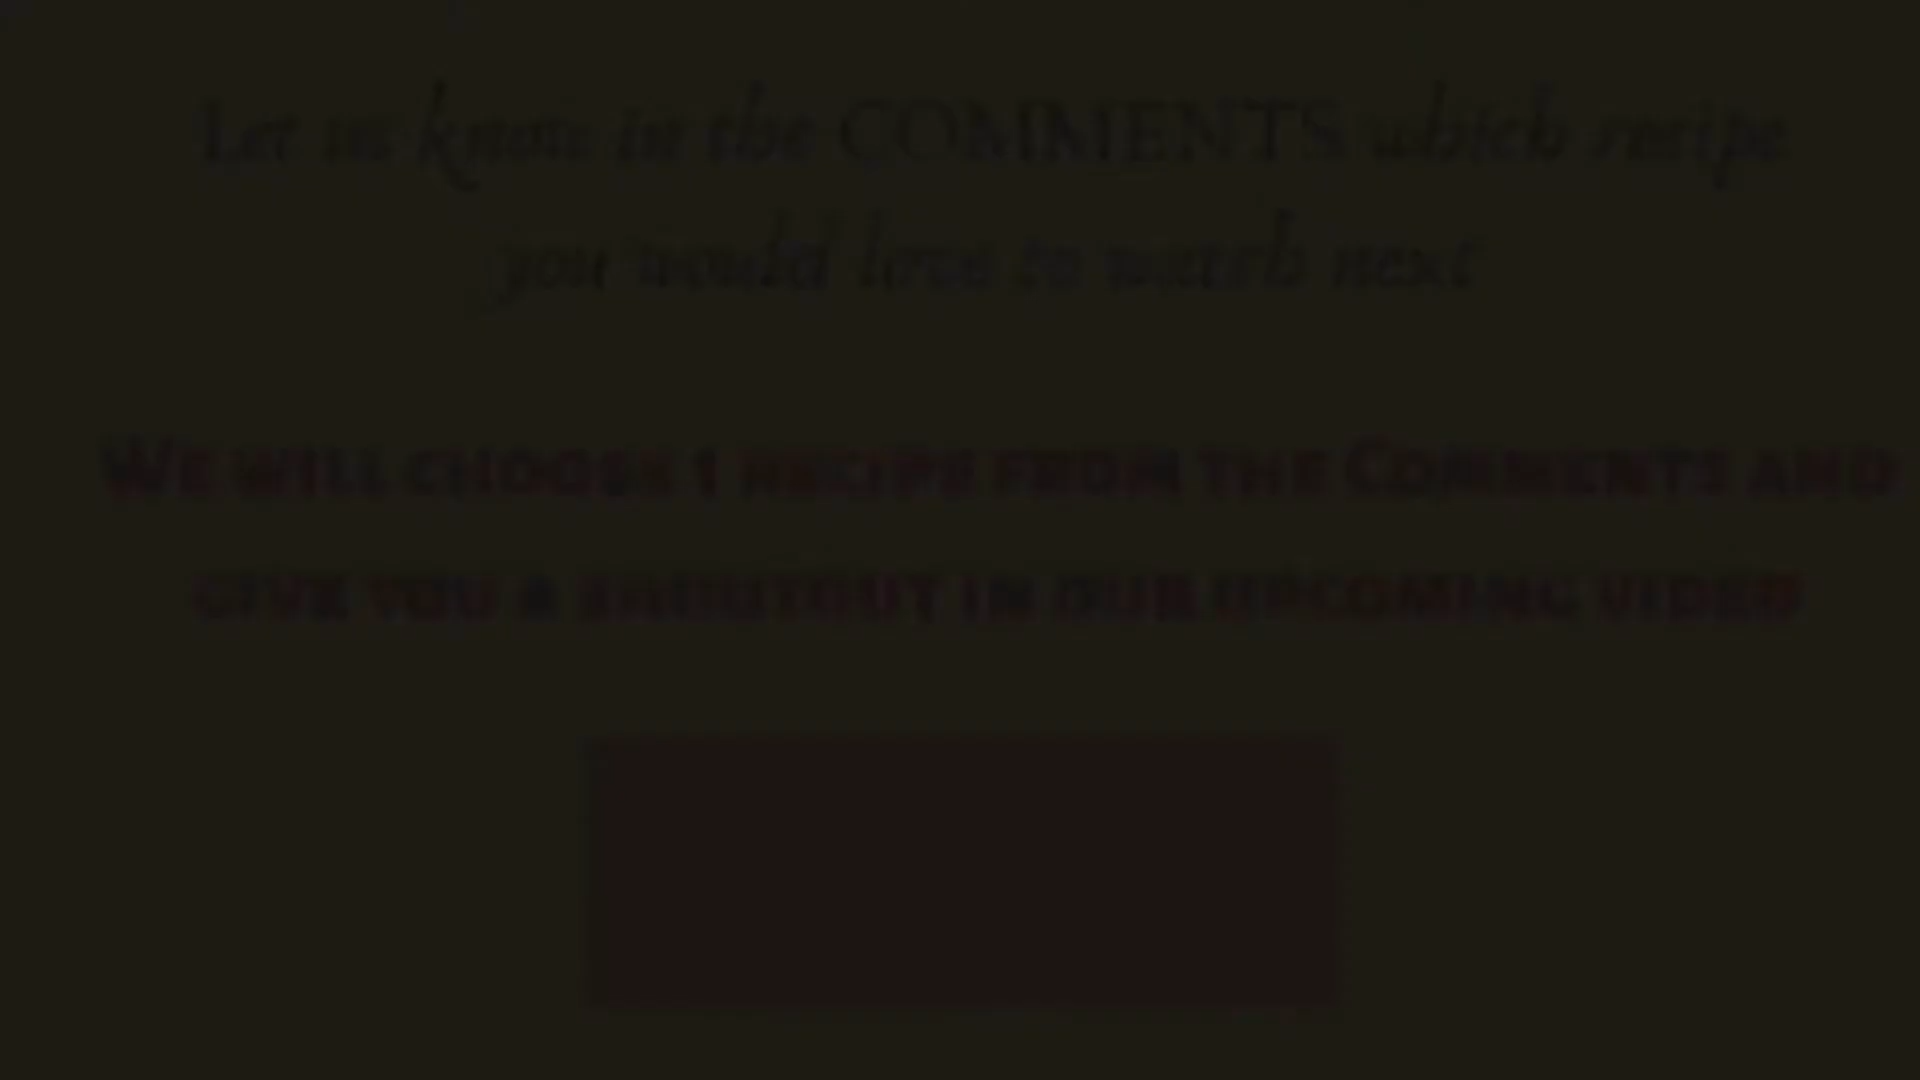 Let us know in the COMMENTS which recipe
you would love to watch next
WE WILL CHOOSE 1 RECIPE FROM THE COMMENTS AND
GIVE YOU A SHOUTOUT IN OUR UPCOMING VIDEO